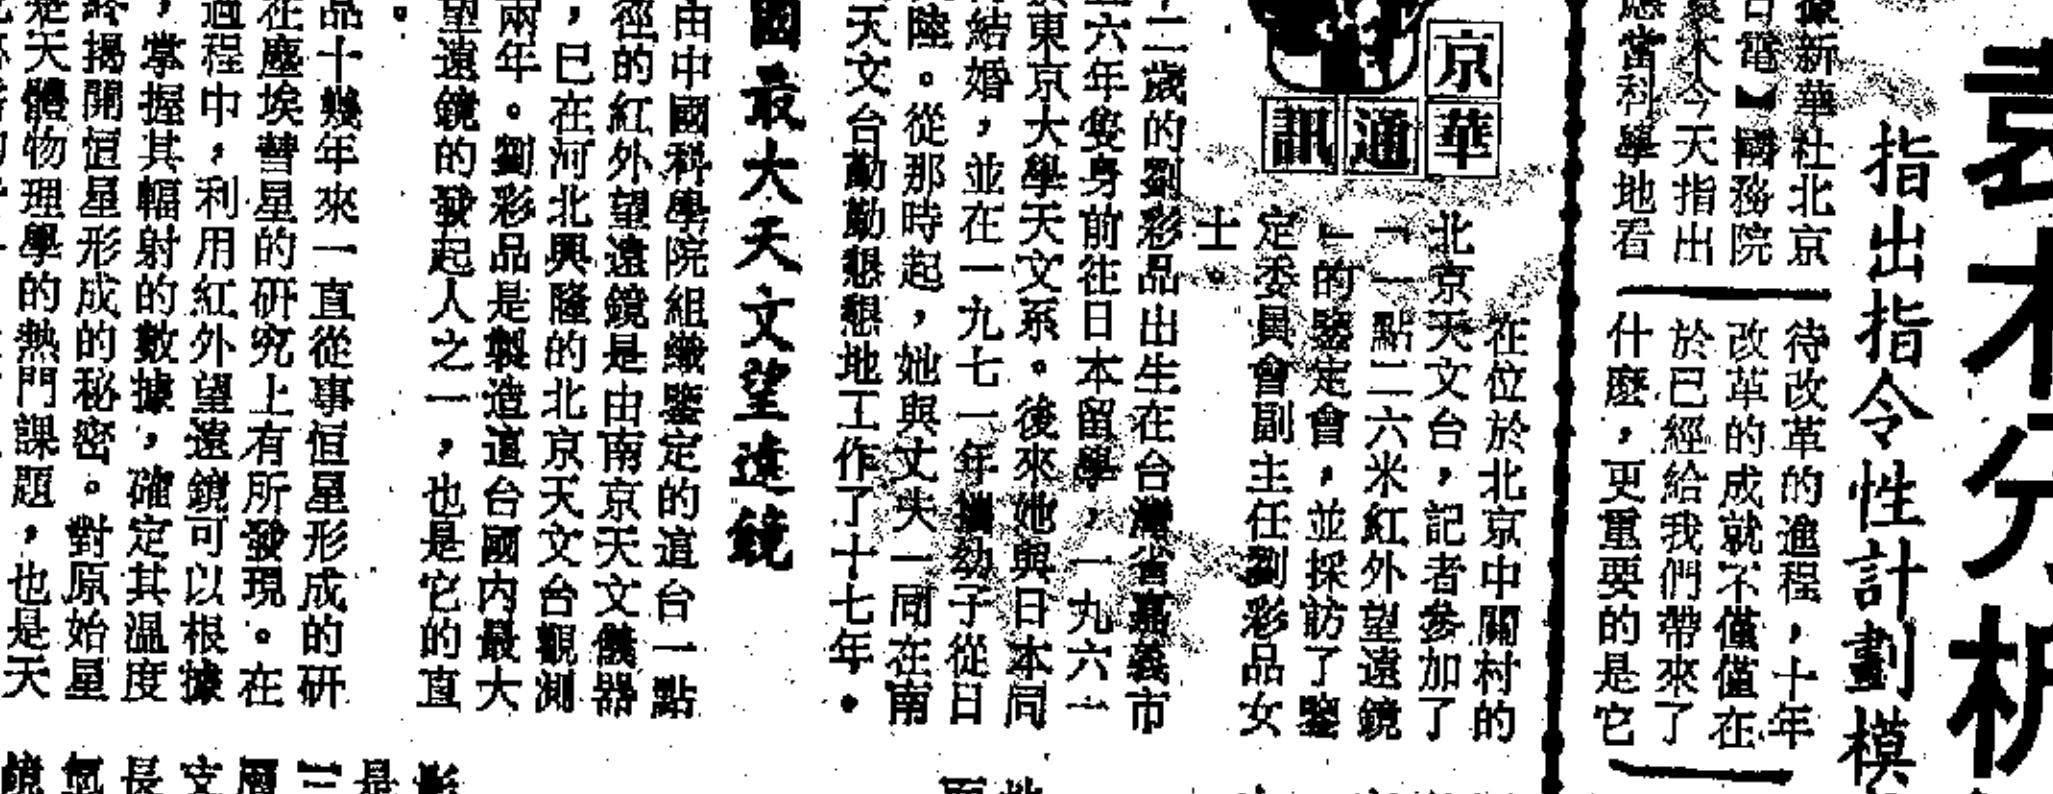 袁木分析
指出指令性計劃模
據新華社北京
日電】國務院
袁木今天指出
應當科學地看
待改革的進程，十年
改革的成就不僅僅在
於已經給我們帶來了
什麼，更重要的是它
京華
通
訊
在位於北京中關村的
北京天文台，記者參加了
「一點二六米紅外望遠鏡
」的鑒定會，並採訪了鑒
定委員會副主任劉彩品女
士。
十二歲的劉彩品出生在台灣省嘉義市
五六年隻身前往日本留學，一九六一
東京大學天文系。後來她與日本同
結婚，並在一九七一年攜幼子從日
陸。從那時起，她與丈夫一同在南
天文台勤勤懇懇地工作了十七年。
國最大天文望遠鏡
由中國科學院組織鑒定的這台一點
徑的紅外望遠鏡是由南京天文儀器
，已在河北興隆的北京天文台觀測
兩年。劉彩品是製造這台國內最大
望遠鏡的發起人之一，也是它的直
。
品十幾年來一直從事恒星形成的研
在塵埃彗星的研究上有所發現。在
過程中，利用紅外望遠鏡可以根據
，掌握其輻射的數據，確定其溫度
終揭開恒星形成的秘密。對原始星
是天體物理學的熱門課題，也是天